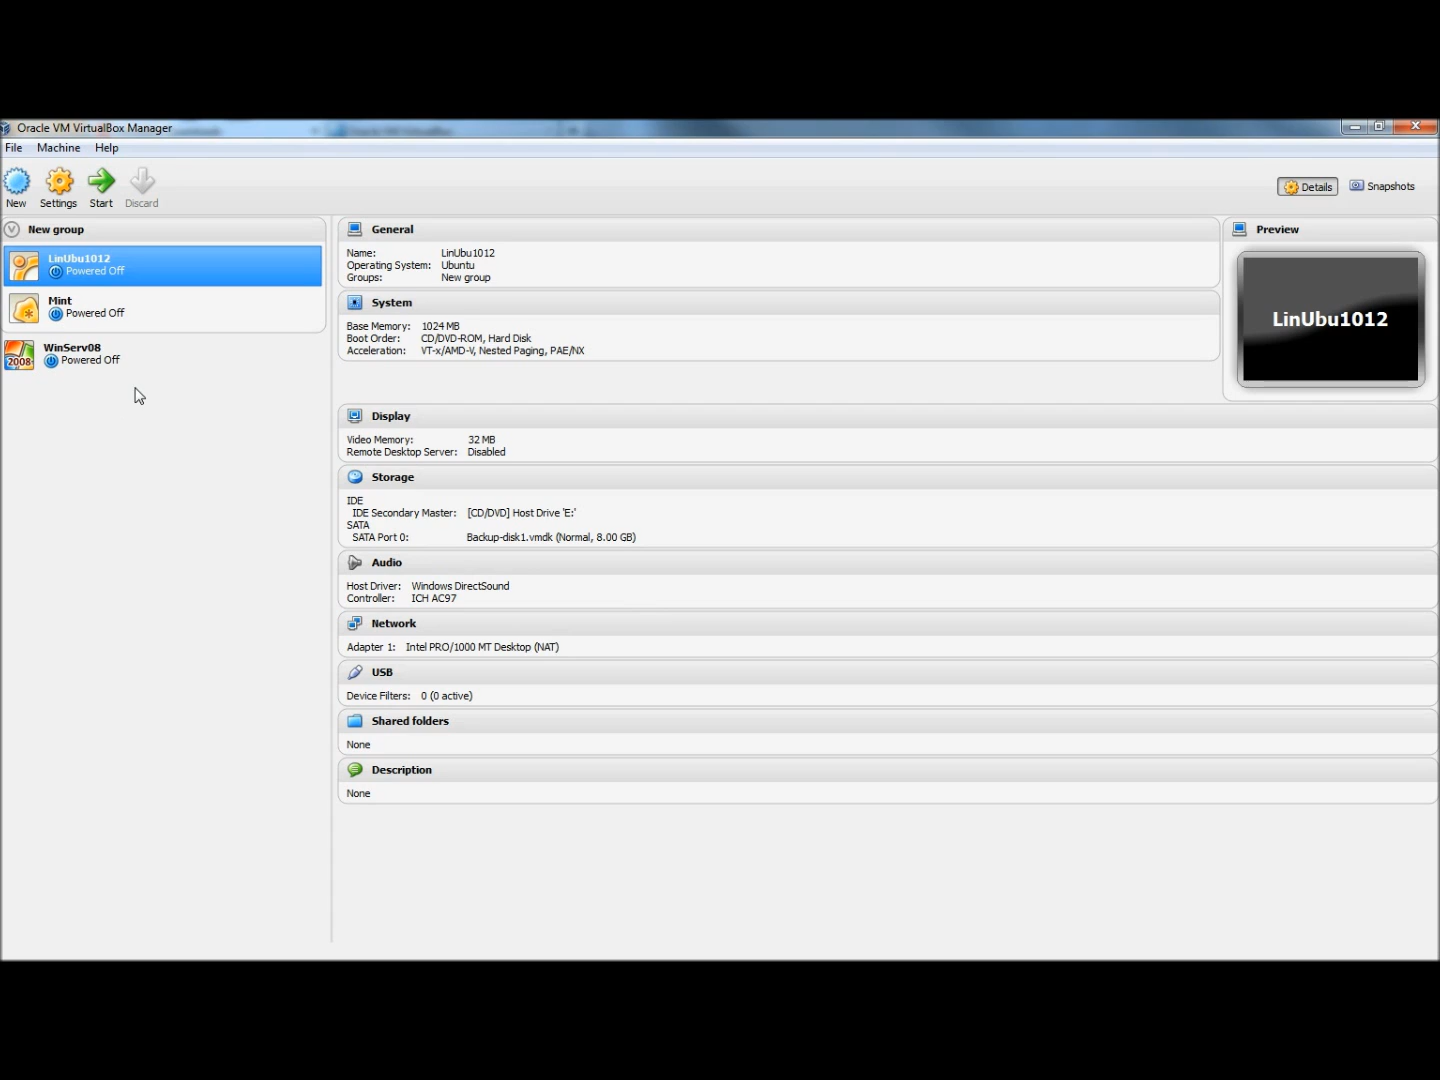 Oracle VM VirtualBox Manager
File Machine Help
New Settings Start Discard
Details Snapshots
New group
LinUbu1012
Powered Off
Mint
Powered Off
2008
WinServ08
Powered Off
General
Name: LinUbu1012
Operating System: Ubuntu
Groups: New group
System
Base Memory: 1024 MB
Boot Order: CD/DVD-ROM, Hard Disk
Acceleration: VT-x/AMD-V, Nested Paging, PAE/NX
Preview
LinUbu1012
Display
Video Memory: 32 MB
Remote Desktop Server: Disabled
Storage
IDE
IDE Secondary Master: [CD/DVD] Host Drive 'E:'
SATA
SATA Port 0: Backup-disk1.vmdk (Normal, 8.00 GB)
Audio
Host Driver: Windows DirectSound
Controller: ICH AC97
Network
Adapter 1: Intel PRO/1000 MT Desktop (NAT)
USB
Device Filters: 0 (0 active)
Shared folders
None
Description
None